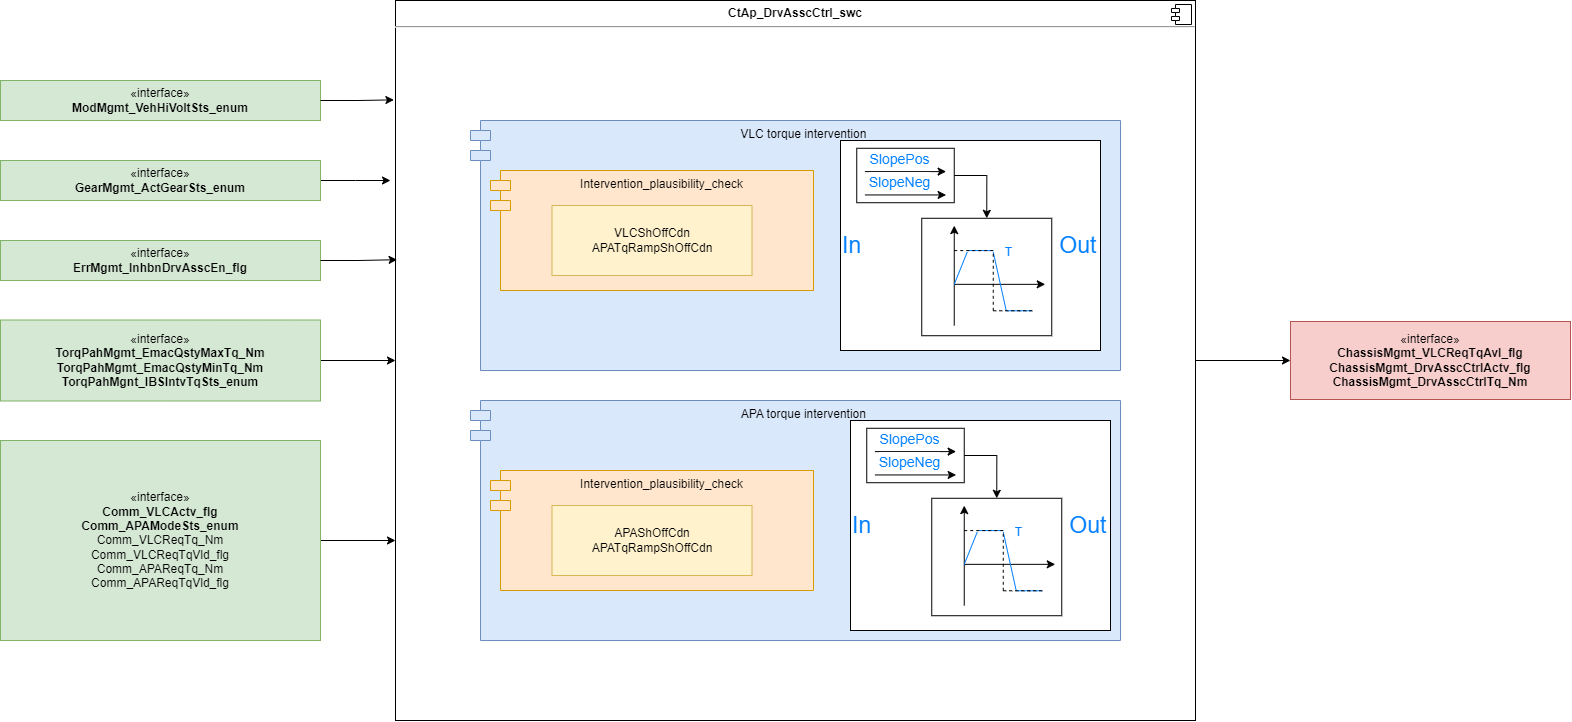 CtAp_DrvAsscCtrl_swc
«interface»
ModMgmt_VehHiVoltSts_enum
«interface»
GearMgmt_ActGearSts_enum
«interface»
ErrMgmt_InhbnDrvAsscEn_flg
«interface»
TorqPahMgmt_EmacQstyMaxTq_Nm
TorqPahMgmt_EmacQstyMinTq_Nm
TorqPahMgnt_IBSIntvTqSts_enum
«interface»
Comm_VLCActv_flg
Comm_APAModeSts_enum
Comm_VLCReqTq_Nm
Comm_VLCReqTqVld_flg
Comm_APAReqTq_Nm
Comm_APAReqTqVld_flg
VLC torque intervention
Intervention_plausibility_check
VLCShOffCdn
APATqRampShOffCdn
SlopePos
SlopeNeg
In
T
Out
APA torque intervention
Intervention_plausibility_check
APAShOffCdn
APATqRampShOffCdn
SlopePos
SlopeNeg
In
T
Out
«interface»
ChassisMgmt_VLCReqTqAvl_flg
ChassisMgmt_DrvAsscCtrlActv_flg
ChassisMgmt_DrvAsscCtrlTq_Nm